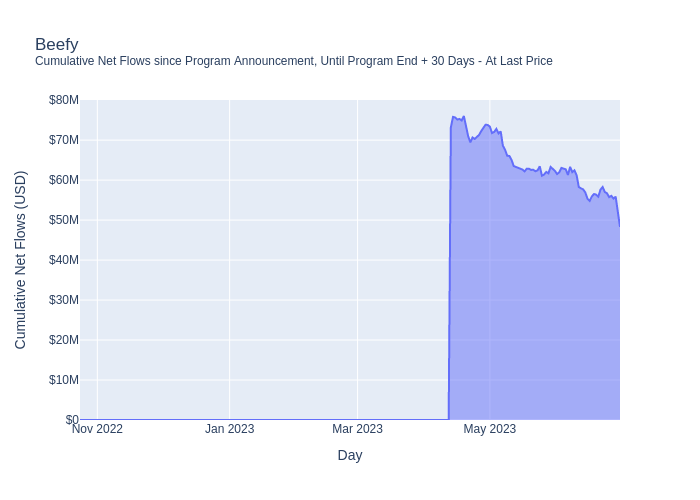 Beefy
Cumulative Net Flows since Program Announcement, Until Program End + 30 Days - At Last Price
Cumulative Net Flows (USD)
$80M
$70M
$60M
$50M
$40M
$30M
$20M
$10M
$0
Nov 2022
Jan 2023
Mar 2023
May 2023
Day